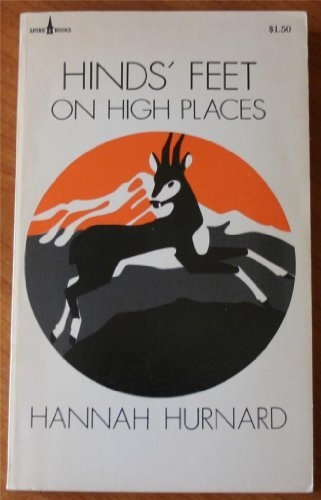 SPIRE BOOKS
$1.50
HINDS' FEET
ON HIGH PLACES
HANNAH HURNARD